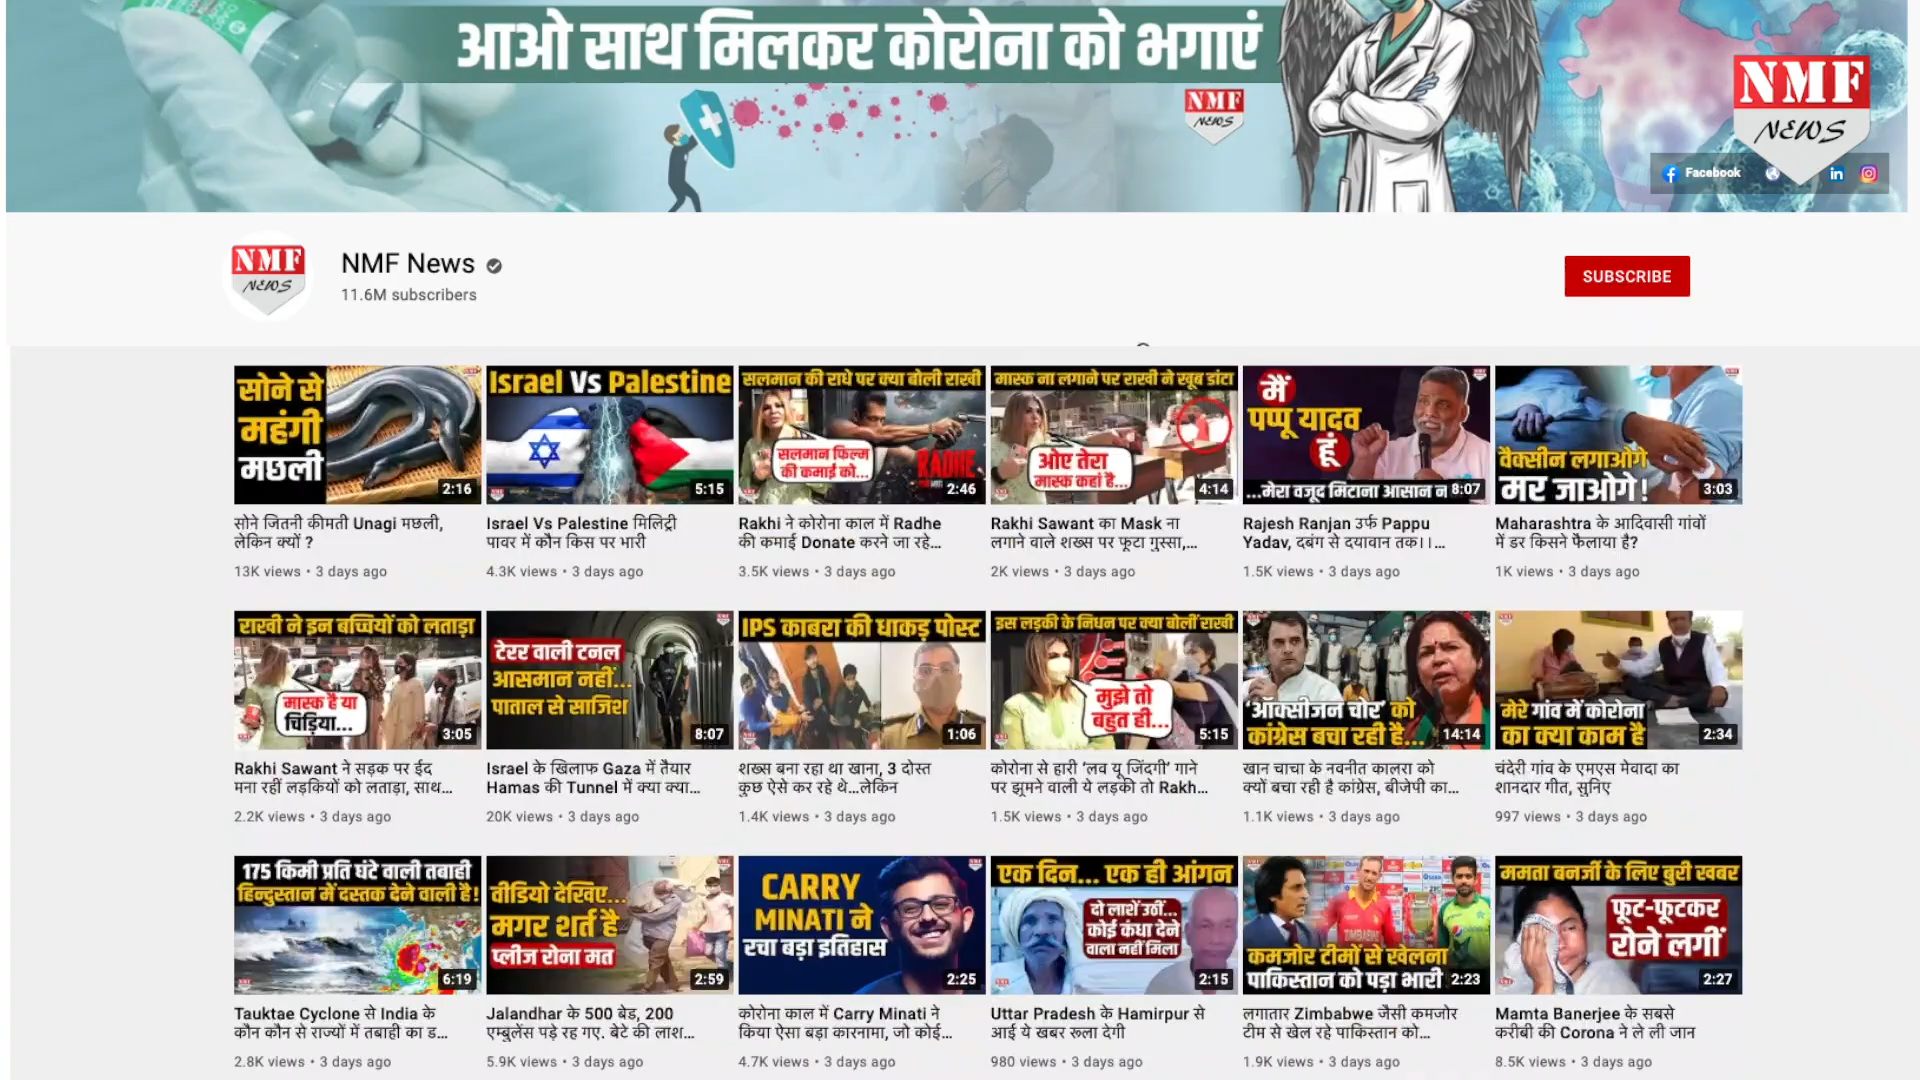 आओ साथ मिलकर कोरोना को भगाएं
NMF
NEWS
NMF
NEWS
Facebook
NMF
NEWS
NMF News
11.6M subscribers
SUBSCRIBE
सोने से
महंगी
मछली
2:16
Israel Vs Palestine
5:15
सलमान की राधे पर क्या बोली राखी
सलमान फिल्म
की कमाई को...
RADHE
2:46
मास्क ना लगाने पर राखी ने खूब डांटा
ओए तेरा
मास्क कहां है...
4:14
मैं
पप्पू यादव
हूं
...मेरा वजूद मिटाना आसान न
8:07
वैक्सीन लगाओगे
मर जाओगे!
3:03
सोने जितनी कीमती Unagi मछली,
लेकिन क्यों ?
13K views • 3 days ago
Israel Vs Palestine मिलिट्री
पावर में कौन किस पर भारी
4.3K views • 3 days ago
Rakhi ने कोरोना काल में Radhe
की कमाई Donate करने जा रहे...
3.5K views • 3 days ago
Rakhi Sawant का Mask ना
लगाने वाले शख्स पर फूटा गुस्सा,...
2K views • 3 days ago
Rajesh Ranjan उर्फ Pappu
Yadav, दबंग से दयावान तक।।...
1.5K views • 3 days ago
Maharashtra के आदिवासी गांवों
में डर किसने फैलाया है?
1K views • 3 days ago
राखी ने इन बच्चियों को लताड़ा
मास्क है या
चिड़िया...
3:05
टेरर वाली टनल
आसमान नहीं...
पाताल से साजिश
8:07
IPS काबरा की धाकड़ पोस्ट
1:06
इस लड़की के निधन पर क्या बोलीं राखी
मुझे तो
बहुत ही...
5:15
'ऑक्सीजन चोर' को
कांग्रेस बचा रही है...
14:14
मेरे गांव में कोरोना
का क्या काम है
2:34
Rakhi Sawant ने सड़क पर ईद
मना रहीं लड़कियों को लताड़ा, साथ...
2.2K views • 3 days ago
Israel के खिलाफ Gaza में तैयार
Hamas की Tunnel में क्या क्या...
20K views • 3 days ago
शख्स बना रहा था खाना, 3 दोस्त
कुछ ऐसे कर रहे थे...लेकिन
1.4K views • 3 days ago
कोरोना से हारी 'लव यू जिंदगी' गाने
पर झूमने वाली ये लड़की तो Rakh...
1.5K views • 3 days ago
खान चाचा के नवनीत कालरा को
क्यों बचा रही है कांग्रेस, बीजेपी का...
1.1K views • 3 days ago
चंदेरी गांव के एमएस मेवादा का
शानदार गीत, सुनिए
997 views • 3 days ago
175 किमी प्रति घंटे वाली तबाही
हिन्दुस्तान में दस्तक देने वाली है!
6:19
वीडियो देखिए...
मगर शर्त है
प्लीज रोना मत
2:59
CARRY
MINATI ने
रचा बड़ा इतिहास
2:25
एक दिन... एक ही आंगन
दो लाशें उठीं...
कोई कंधा देने
वाला नहीं मिला
2:15
कमजोर टीमों से खेलना
पाकिस्तान को पड़ा भारी
2:23
ममता बनर्जी के लिए बुरी खबर
फूट-फूटकर
रोने लगीं
2:27
Tauktae Cyclone से India के
कौन कौन से राज्यों में तबाही का ड...
2.8K views • 3 days ago
Jalandhar के 500 बेड, 200
एम्बुलेंस पड़े रह गए. बेटे की लाश...
5.9K views • 3 days ago
कोरोना काल में Carry Minati ने
किया ऐसा बड़ा कारनामा, जो कोई...
4.7K views • 3 days ago
Uttar Pradesh के Hamirpur से
आई ये खबर रूला देगी
980 views • 3 days ago
लगातार Zimbabwe जैसी कमजोर
टीम से खेल रहे पाकिस्तान को...
1.9K views • 3 days ago
Mamta Banerjee के सबसे
करीबी की Corona ने ले ली जान
8.5K views • 3 days ago